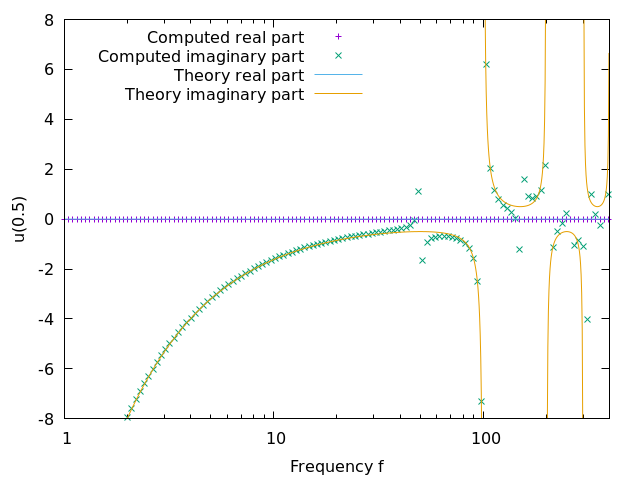 8
6
4
2
0
-2
-4
-6
-8
u(0.5)
Computed real part
Computed imaginary part
Theory real part
Theory imaginary part
1 10 100
Frequency f